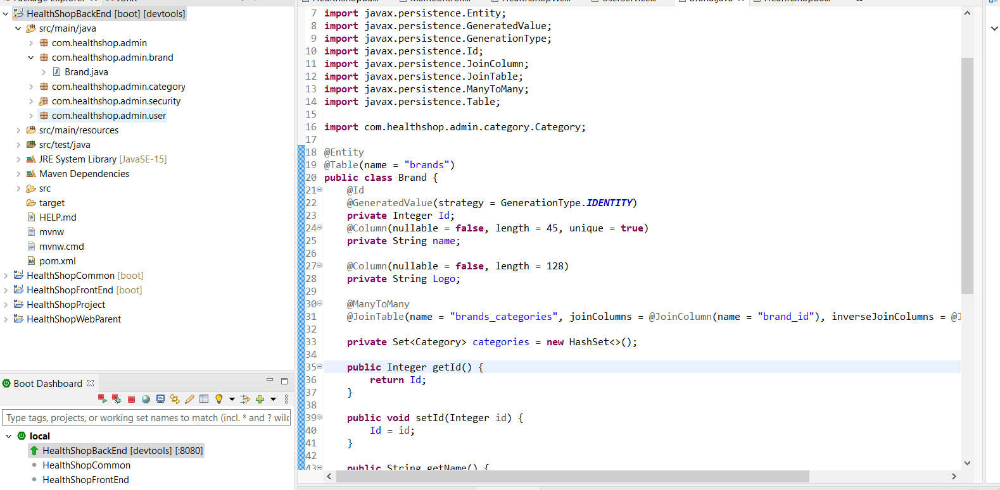 HealthShopBackEnd [boot] [devtools]
src/main/java
com.healthshop.admin
com.healthshop.admin.brand
Brand.java
com.healthshop.admin.category
com.healthshop.admin.security
com.healthshop.admin.user
src/main/resources
src/test/java
JRE System Library [JavaSE-15]
Maven Dependencies
src
target
HELP.md
mvnw
mvnw.cmd
pom.xml
HealthShopCommon [boot]
HealthShopFrontEnd [boot]
HealthShopProject
HealthShopWebParent
Boot Dashboard
Type tags, projects, or working set names to match (incl. * and ? wilc
local
HealthShopBackEnd [devtools] [:8080]
HealthShopCommon
HealthShopFrontEnd
7 import javax.persistence.Entity;
8 import javax.persistence.GeneratedValue;
9 import javax.persistence.GenerationType;
10 import javax.persistence.Id;
11 import javax.persistence.JoinColumn;
12 import javax.persistence.JoinTable;
13 import javax.persistence.ManyToMany;
14 import javax.persistence.Table;
15
16 import com.healthshop.admin.category.Category;
17
18 @Entity
19 @Table(name = "brands")
20 public class Brand {
21 @Id
22 @GeneratedValue(strategy = GenerationType.IDENTITY)
23 private Integer Id;
24 @Column(nullable = false, length = 45, unique = true)
25 private String name;
26
27 @Column(nullable = false, length = 128)
28 private String Logo;
29
30 @ManyToMany
31 @JoinTable(name = "brands_categories", joinColumns = @JoinColumn(name = "brand_id"), inverseJoinColumns = @J
32
33 private Set<Category> categories = new HashSet<>();
34
35 public Integer getId() {
36 return Id;
37 }
38
39 public void setId(Integer id) {
40 Id = id;
41 }
42
43 public String getName() {